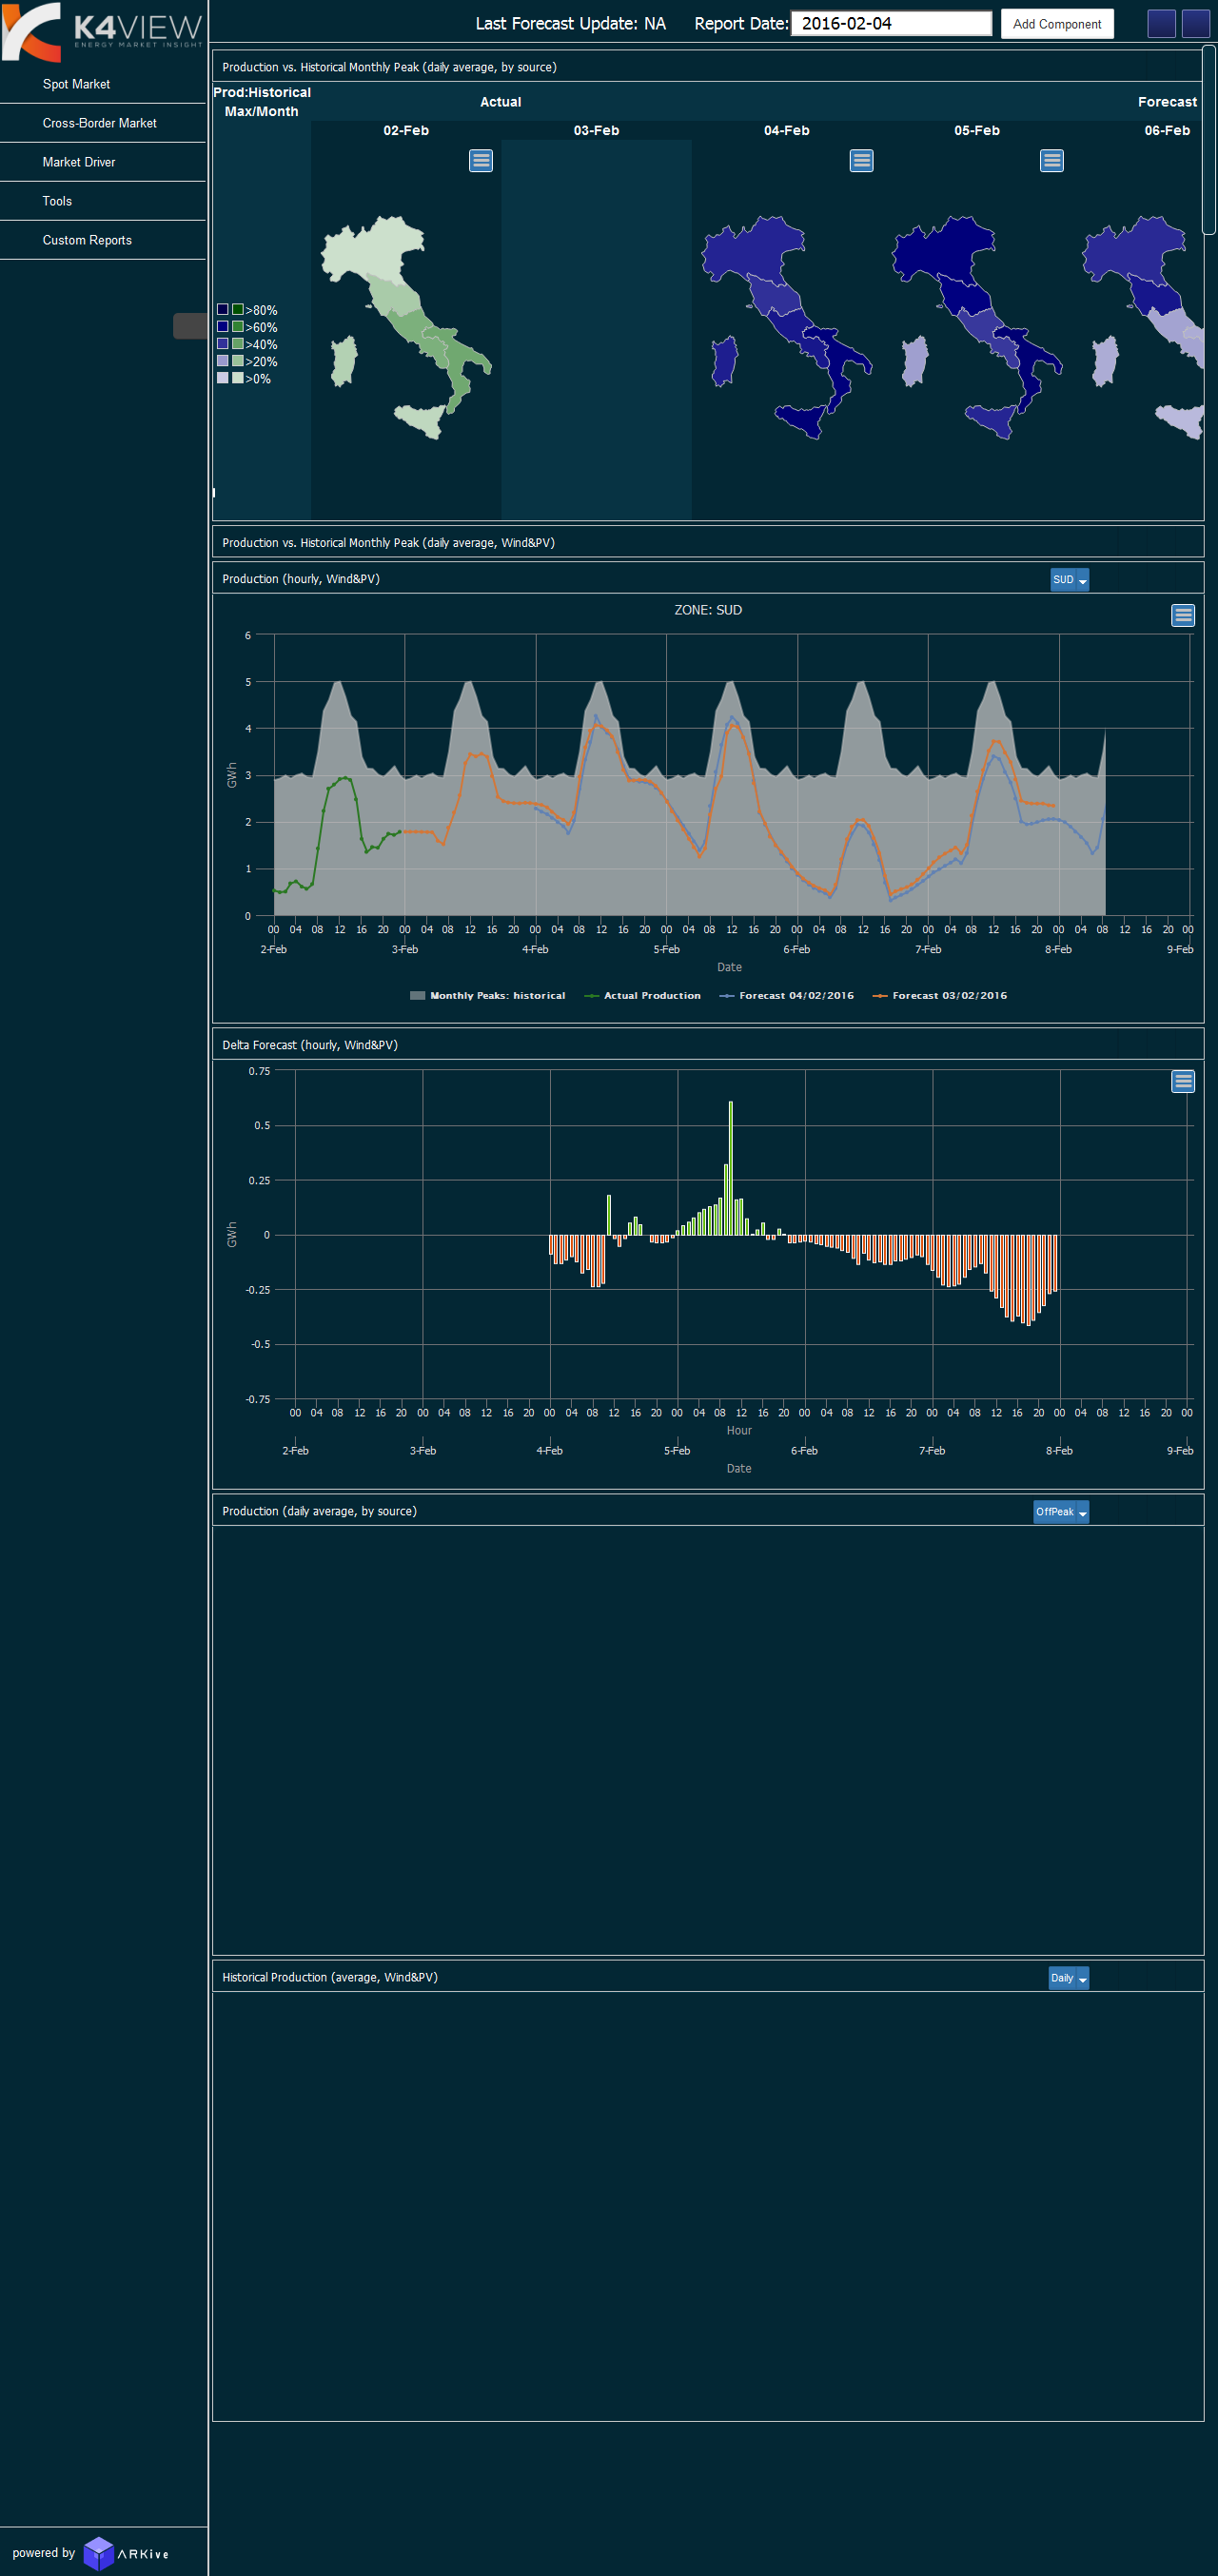 K4VIEW
ENERGY MARKET INSIGHT
Last Forecast Update: NA Report Date: 2016-02-04 Add Component
Spot Market
Cross-Border Market
Market Driver
Tools
Custom Reports
Production vs. Historical Monthly Peak (daily average, by source)
Prod:Historical
Max/Month
Actual Forecast
02-Feb 03-Feb 04-Feb 05-Feb 06-Feb
>80%
>60%
>40%
>20%
>0%
Production vs. Historical Monthly Peak (daily average, Wind&PV)
Production (hourly, Wind&PV) SUD
ZONE: SUD
6
5
4
3
2
1
0
GWh
00 04 08 12 16 20 00 04 08 12 16 20 00 04 08 12 16 20 00 04 08 12 16 20 00 04 08 12 16 20 00 04 08 12 16 20 00 04 08 12 16 20 00
2-Feb 3-Feb 4-Feb 5-Feb 6-Feb 7-Feb 8-Feb 9-Feb
Date
Monthly Peaks: historical Actual Production Forecast 04/02/2016 Forecast 03/02/2016
Delta Forecast (hourly, Wind&PV)
0.75
0.5
0.25
0
-0.25
-0.5
-0.75
GWh
00 04 08 12 16 20 00 04 08 12 16 20 00 04 08 12 16 20 00 04 08 12 16 20 00 04 08 12 16 20 00 04 08 12 16 20 00 04 08 12 16 20 00
Hour
2-Feb 3-Feb 4-Feb 5-Feb 6-Feb 7-Feb 8-Feb 9-Feb
Date
Production (daily average, by source) OffPeak
Historical Production (average, Wind&PV) Daily
powered by ARKive